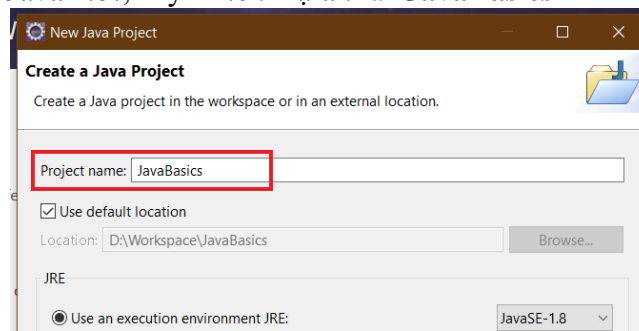 New Java Project
Create a Java Project
Create a Java project in the workspace or in an external location.
Project name: JavaBasics
Use default location
Location: D:\Workspace\JavaBasics Browse...
JRE
Use an execution environment JRE: JavaSE-1.8